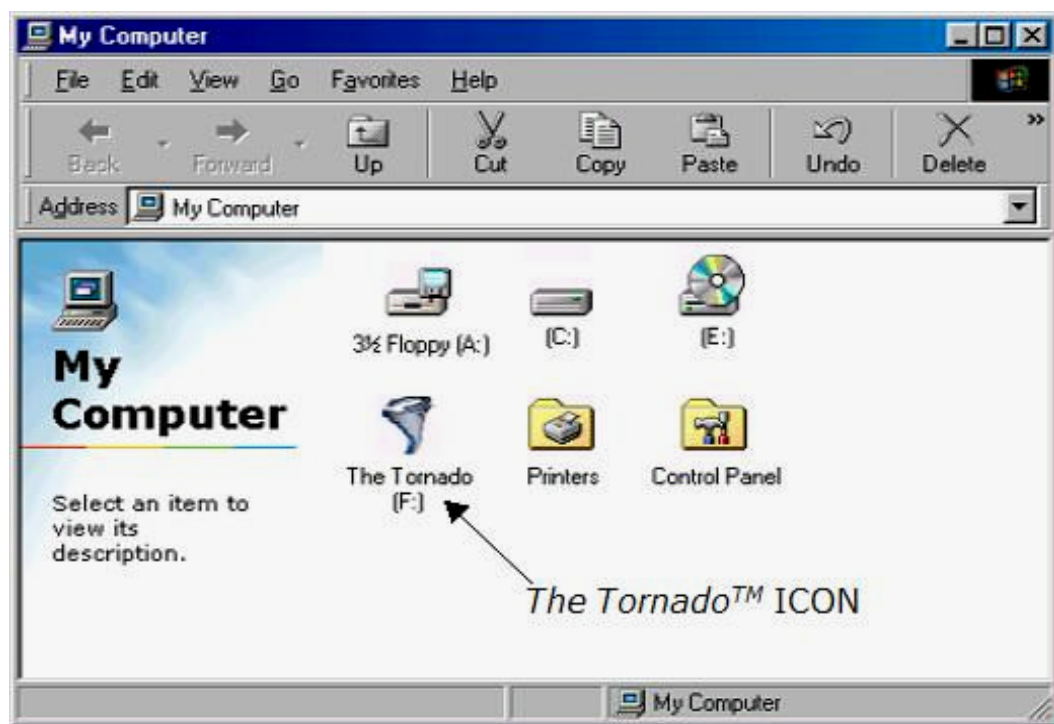 My Computer
File Edit View Go Favorites Help
Back Forward Up Cut Copy Paste Undo Delete »
Address My Computer
My
Computer
Select an item to
view its
description.
3½ Floppy (A:) (C:) (E:)
The Tornado
(F:)
Printers Control Panel
The Tornado™ ICON
My Computer